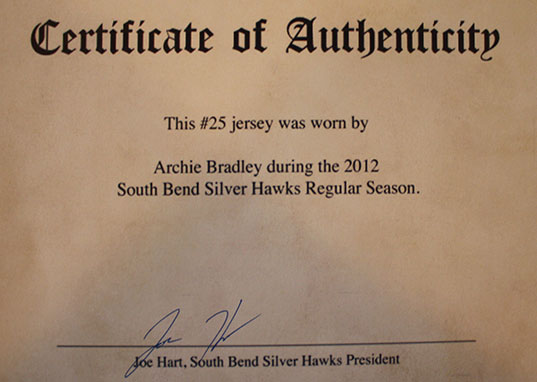 Certificate of Authenticity
This #25 jersey was worn by
Archie Bradley during the 2012
South Bend Silver Hawks Regular Season.
Joe H
Joe Hart, South Bend Silver Hawks President